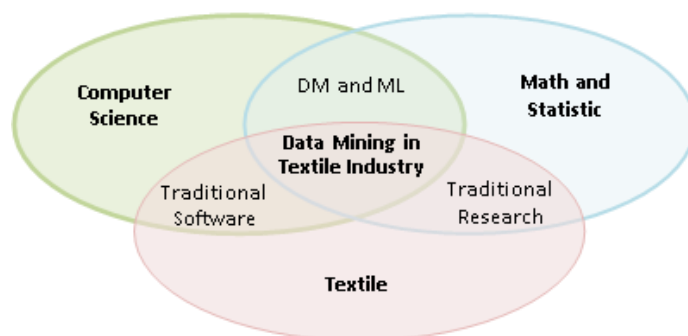 Computer
Science
DM and ML
Math and
Statistic
Data Mining in
Textile Industry
Traditional
Software
Traditional
Research
Textile